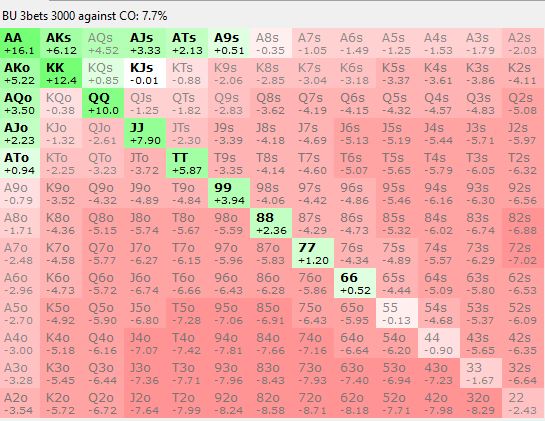 BU 3bets 3000 against CO: 7.7%
AA AKs AQs AJs ATs A9s A8s A7s A6s A5s A4s A3s A2s
+16.1 +6.12 +4.52 +3.33 +2.13 +0.51 -0.35 -1.05 -1.49 -1.25 -1.53 -1.79 -2.03
AKo KK KQs KJs KTs K9s K8s K7s K6s K5s K4s K3s K2s
+5.22 +12.4 +0.85 -0.01 -0.88 -2.06 -2.85 -3.04 -3.18 -3.37 -3.61 -3.86 -4.11
AQo KQo QQ QJs QTs Q9s Q8s Q7s Q6s Q5s Q4s Q3s Q2s
+3.50 -0.38 +10.0 -1.25 -1.82 -2.83 -3.62 -4.19 -4.15 -4.32 -4.57 -4.83 -5.08
AJo KJo QJo JJ JTs J9s J8s J7s J6s J5s J4s J3s J2s
+2.23 -1.32 -2.61 +7.90 -2.30 -3.39 -4.18 -4.69 -5.13 -5.19 -5.44 -5.71 -5.97
ATo KTo QTo JTo TT T9s T8s T7s T6s T5s T4s T3s T2s
+0.94 -2.25 -3.23 -3.72 +5.87 -3.35 -4.14 -4.60 -5.07 -5.65 -5.79 -6.05 -6.32
A9o K9o Q9o J9o T9o 99 98s 97s 96s 95s 94s 93s 92s
-0.79 -3.52 -4.32 -4.89 -4.84 +3.94 -4.06 -4.42 -4.86 -5.46 -6.16 -6.30 -6.56
A8o K8o Q8o J8o T8o 98o 88 87s 86s 85s 84s 83s 82s
-1.71 -4.36 -5.15 -5.74 -5.67 -5.59 +2.36 -4.29 -4.73 -5.32 -6.02 -6.74 -6.88
A7o K7o Q7o J7o T7o 97o 87o 77 76s 75s 74s 73s 72s
-2.48 -4.58 -5.77 -6.27 -6.15 -5.96 -5.83 +1.20 -4.34 -4.89 -5.57 -6.29 -7.02
A6o K6o Q6o J6o T6o 96o 86o 76o 66 65s 64s 63s 62s
-2.96 -4.73 -5.72 -6.74 -6.66 -6.43 -6.28 -5.86 +0.52 -4.44 -5.09 -5.80 -6.53
A5o K5o Q5o J5o T5o 95o 85o 75o 65o 55 54s 53s 52s
-2.70 -4.92 -5.90 -6.80 -7.28 -7.06 -6.91 -6.43 -5.95 -0.13 -4.68 -5.37 -6.09
A4o K4o Q4o J4o T4o 94o 84o 74o 64o 54o 44 43s 42s
-3.00 -5.18 -6.16 -7.07 -7.42 -7.81 -7.66 -7.16 -6.64 -6.20 -0.90 -5.65 -6.35
A3o K3o Q3o J3o T3o 93o 83o 73o 63o 53o 43o 33 32s
-3.28 -5.45 -6.44 -7.36 -7.71 -7.96 -8.43 -7.93 -7.40 -6.94 -7.23 -1.67 -6.64
A2o K2o Q2o J2o T2o 92o 82o 72o 62o 52o 42o 32o 22
-3.54 -5.72 -6.72 -7.64 -7.99 -8.24 -8.58 -8.71 -8.18 -7.71 -7.98 -8.29 -2.43